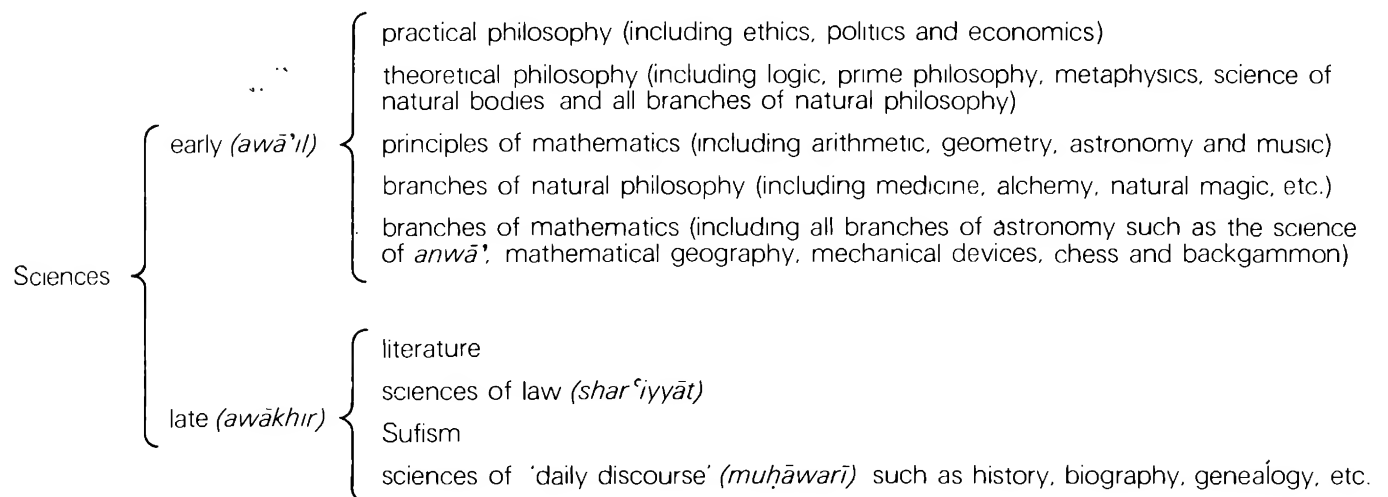 practical philosophy (including ethics, politics and economics)
theoretical philosophy (including logic, prime philosophy, metaphysics, science of
natural bodies and all branches of natural philosophy)
early (awā’il)
principles of mathematics (including arithmetic, geometry, astronomy and music)
branches of natural philosophy (including medicine, alchemy, natural magic, etc.)
branches of mathematics (including all branches of astronomy such as the science
of anwā’, mathematical geography, mechanical devices, chess and backgammon)
Sciences
literature
sciences of law (shar‘iyyāt)
late (awākhir)
Sufism
sciences of ‘daily discourse’ (muḥāwarī) such as history, biography, genealogy, etc.